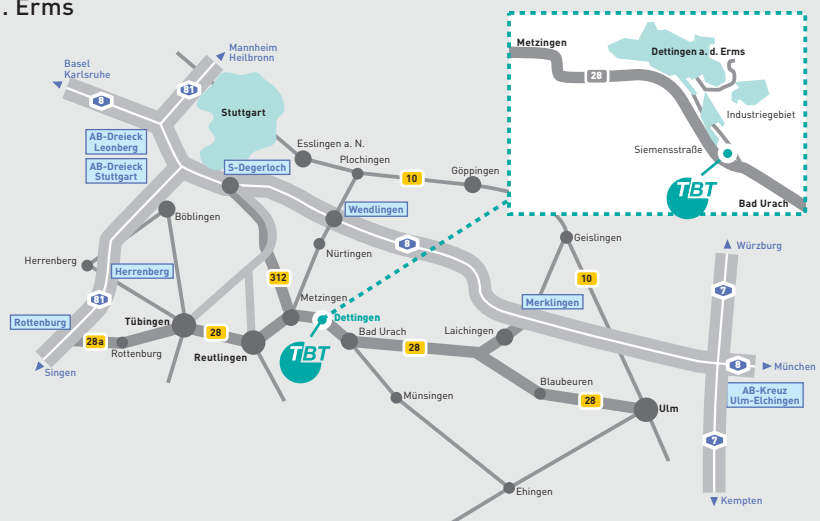 . Erms
Mannheim
Heilbronn
Basel
Karlsruhe
8
81
Stuttgart
AB-Dreieck
Leonberg
AB-Dreieck
Stuttgart
S-Degerloch
Esslingen a. N.
Plochingen
10
Göppingen
Wendlingen
Böblingen
8
Nürtingen
Geislingen
Herrenberg
Herrenberg
312
10
81
Metzingen
Merklingen
Rottenburg
Tübingen
28
Dettingen
28a
Rottenburg
Reutlingen
TBT
Bad Urach
28
Laichingen
Singen
Blaubeuren
28
Ulm
Münsingen
Ehingen
Würzburg
7
8
München
AB-Kreuz
Ulm-Elchingen
7
Kempten
Metzingen
Dettingen a. d. Erms
28
Industriegebiet
Siemensstraße
TBT
Bad Urach